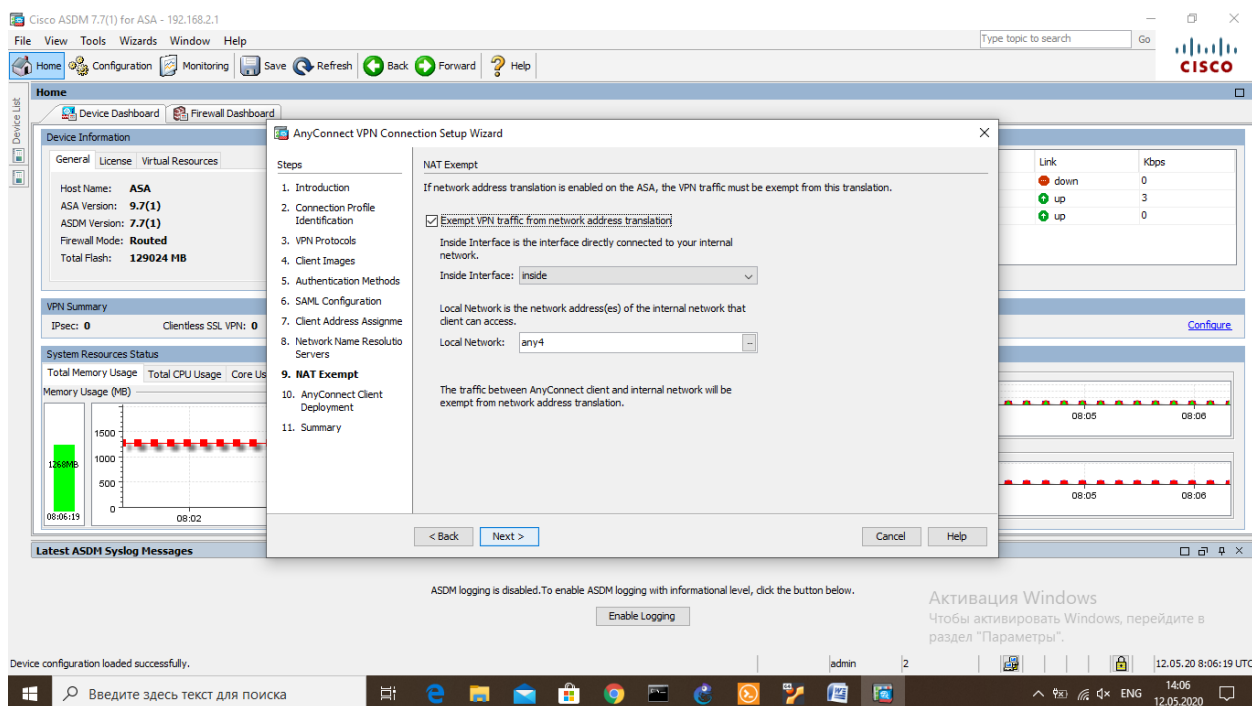 Cisco ASDM 7.7(1) for ASA - 192.168.2.1
File View Tools Wizards Window Help
Type topic to search Go
Home Configuration Monitoring Save Refresh Back Forward Help
CISCO
Device List
Home
Device Dashboard Firewall Dashboard
Device Information
General License Virtual Resources
Host Name: ASA
ASA Version: 9.7(1)
ASDM Version: 7.7(1)
Firewall Mode: Routed
Total Flash: 129024 MB
Link Kbps
down 0
up 3
up 0
VPN Summary
IPsec: 0 Clientless SSL VPN: 0
Configure
System Resources Status
Total Memory Usage Total CPU Usage Core Us
Memory Usage (MB)
1500
1000
500
0
1268MB
08:06:19
08:02
08:05 08:06
08:05 08:06
AnyConnect VPN Connection Setup Wizard
Steps
1. Introduction
2. Connection Profile
Identification
3. VPN Protocols
4. Client Images
5. Authentication Methods
6. SAML Configuration
7. Client Address Assignme
8. Network Name Resolutio
Servers
9. NAT Exempt
10. AnyConnect Client
Deployment
11. Summary
NAT Exempt
If network address translation is enabled on the ASA, the VPN traffic must be exempt from this translation.
Exempt VPN traffic from network address translation
Inside Interface is the interface directly connected to your internal
network.
Inside Interface: inside
Local Network is the network address(es) of the internal network that
client can access.
Local Network: any4
The traffic between AnyConnect client and internal network will be
exempt from network address translation.
< Back Next > Cancel Help
Latest ASDM Syslog Messages
ASDM logging is disabled.To enable ASDM logging with informational level, click the button below.
Enable Logging
Активация Windows
Чтобы активировать Windows, перейдите в
раздел "Параметры".
Device configuration loaded successfully.
admin 2 12.05.20 8:06:19 UTC
Введите здесь текст для поиска
ENG
14:06
12.05.2020